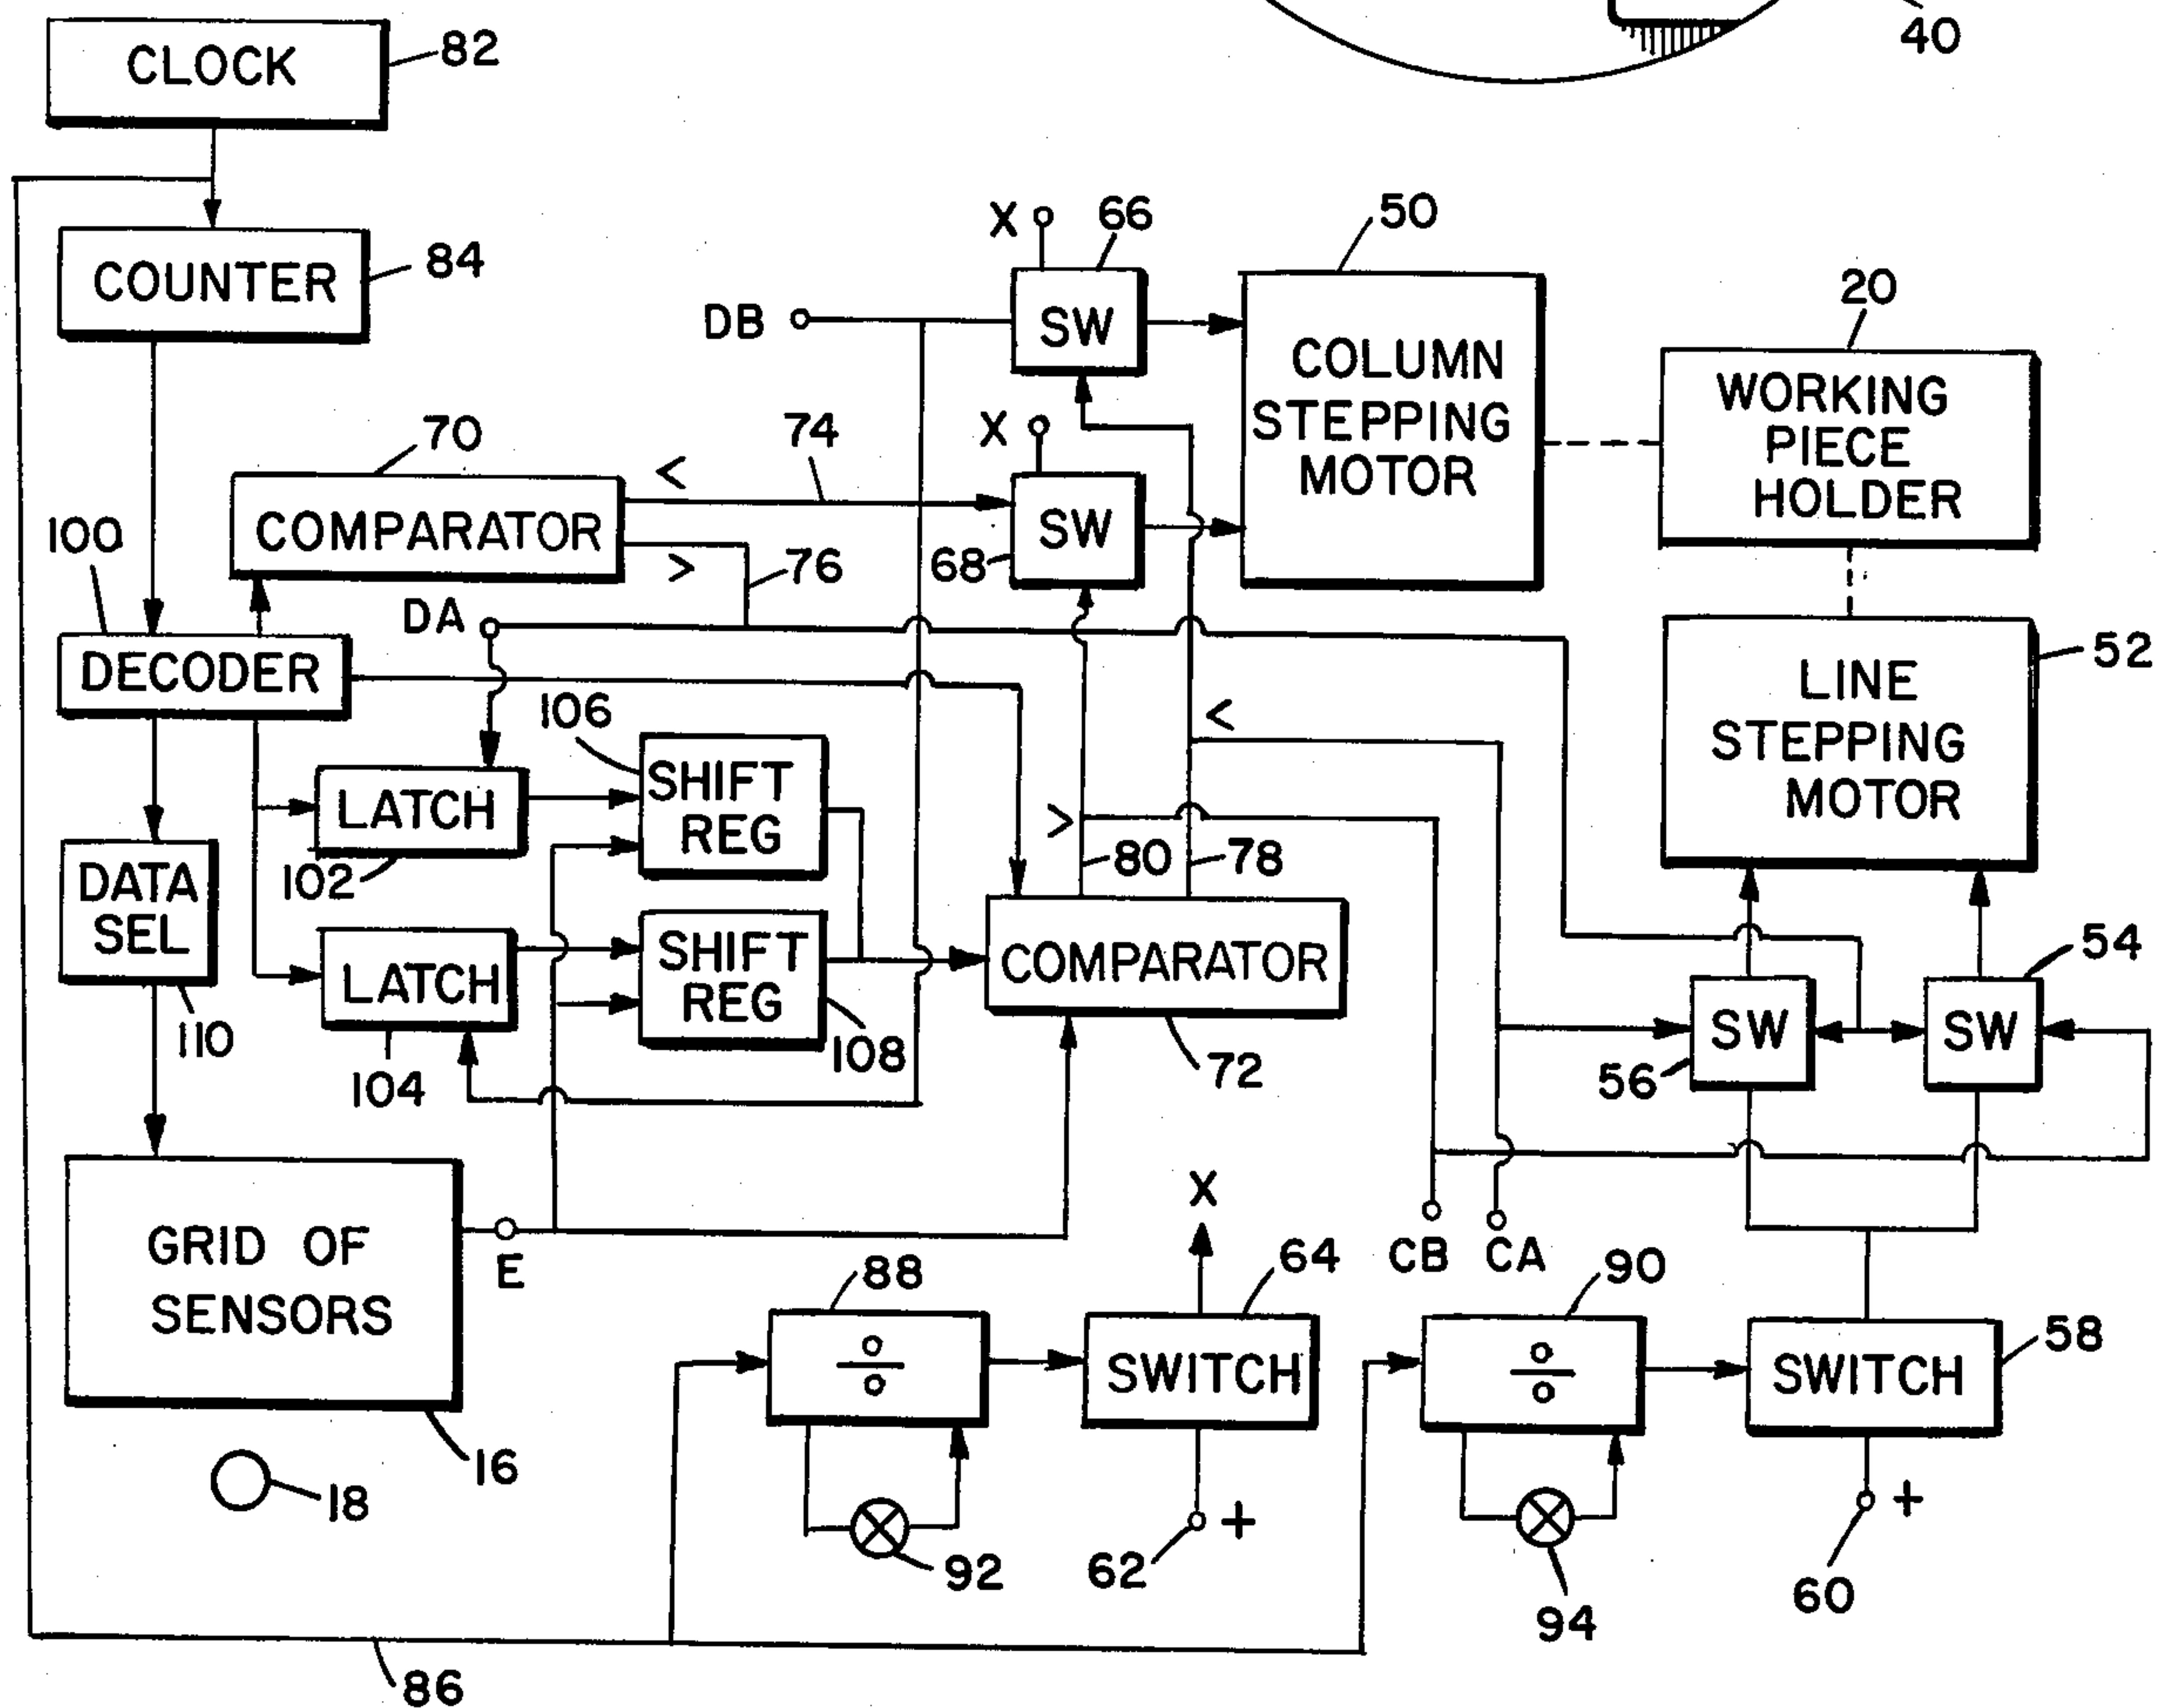 40
CLOCK
82
COUNTER
84
X
66
50
20
DB
SW
COLUMN
STEPPING
MOTOR
WORKING
PIECE
HOLDER
70
<
74
X
100
COMPARATOR
SW
68
>
76
DA
DECODER
52
LINE
STEPPING
MOTOR
106
<
SHIFT
REG
LATCH
102
>
80
78
DATA
SEL
110
LATCH
104
SHIFT
REG
108
COMPARATOR
72
54
SW
56
SW
GRID OF
SENSORS
E
X
CB
CA
88
64
90
÷
SWITCH
÷
SWITCH
58
16
18
92
62
+
94
60
+
86